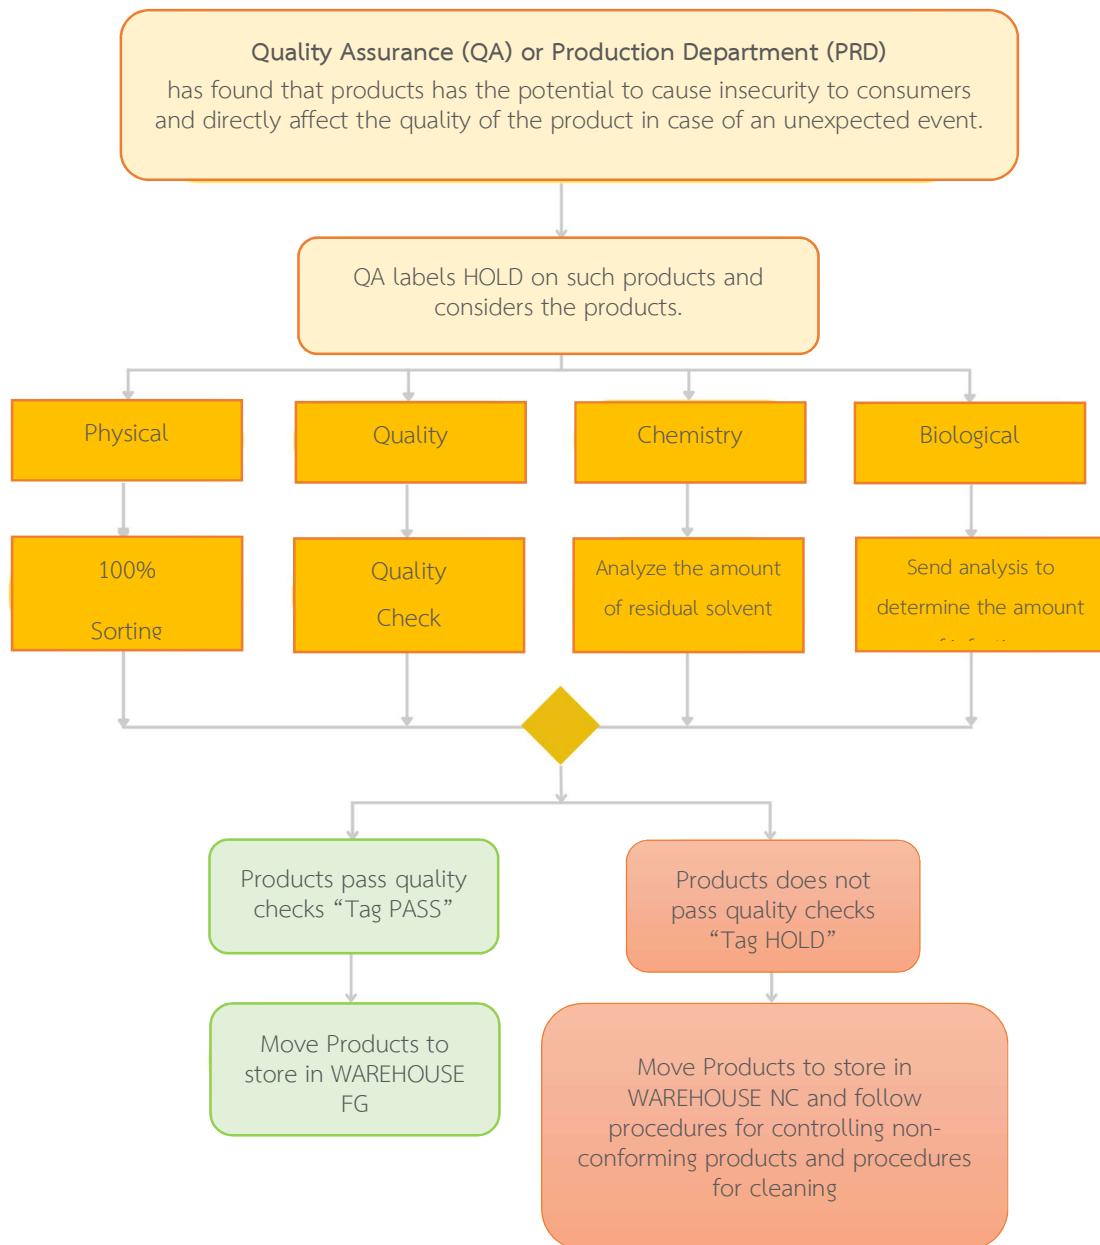 Quality Assurance (QA) or Production Department (PRD)
has found that products has the potential to cause insecurity to consumers
and directly affect the quality of the product in case of an unexpected event.
QA labels HOLD on such products and
considers the products.
Physical
Quality
Chemistry
Biological
100%
Sorting
Quality
Check
Analyze the amount
of residual solvent
Send analysis to
determine the amount
Products pass quality
checks “Tag PASS”
Products does not
pass quality checks
“Tag HOLD”
Move Products to
store in WAREHOUSE
FG
Move Products to store in
WAREHOUSE NC and follow
procedures for controlling non-
conforming products and procedures
for cleaning